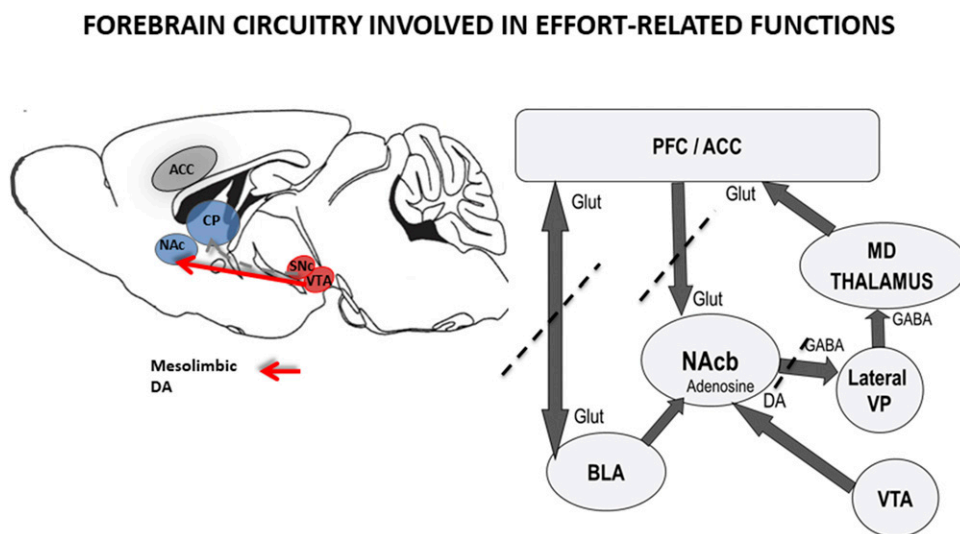 FOREBRAIN CIRCUITRY INVOLVED IN EFFORT-RELATED FUNCTIONS
ACC
CP
NAc
SNc
VTA
Mesolimbic
DA
PFC / ACC
Glut
Glut
Glut
MD
THALAMUS
GABA
NAcb
Adenosine
DA
GABA
Lateral
VP
Glut
BLA
VTA